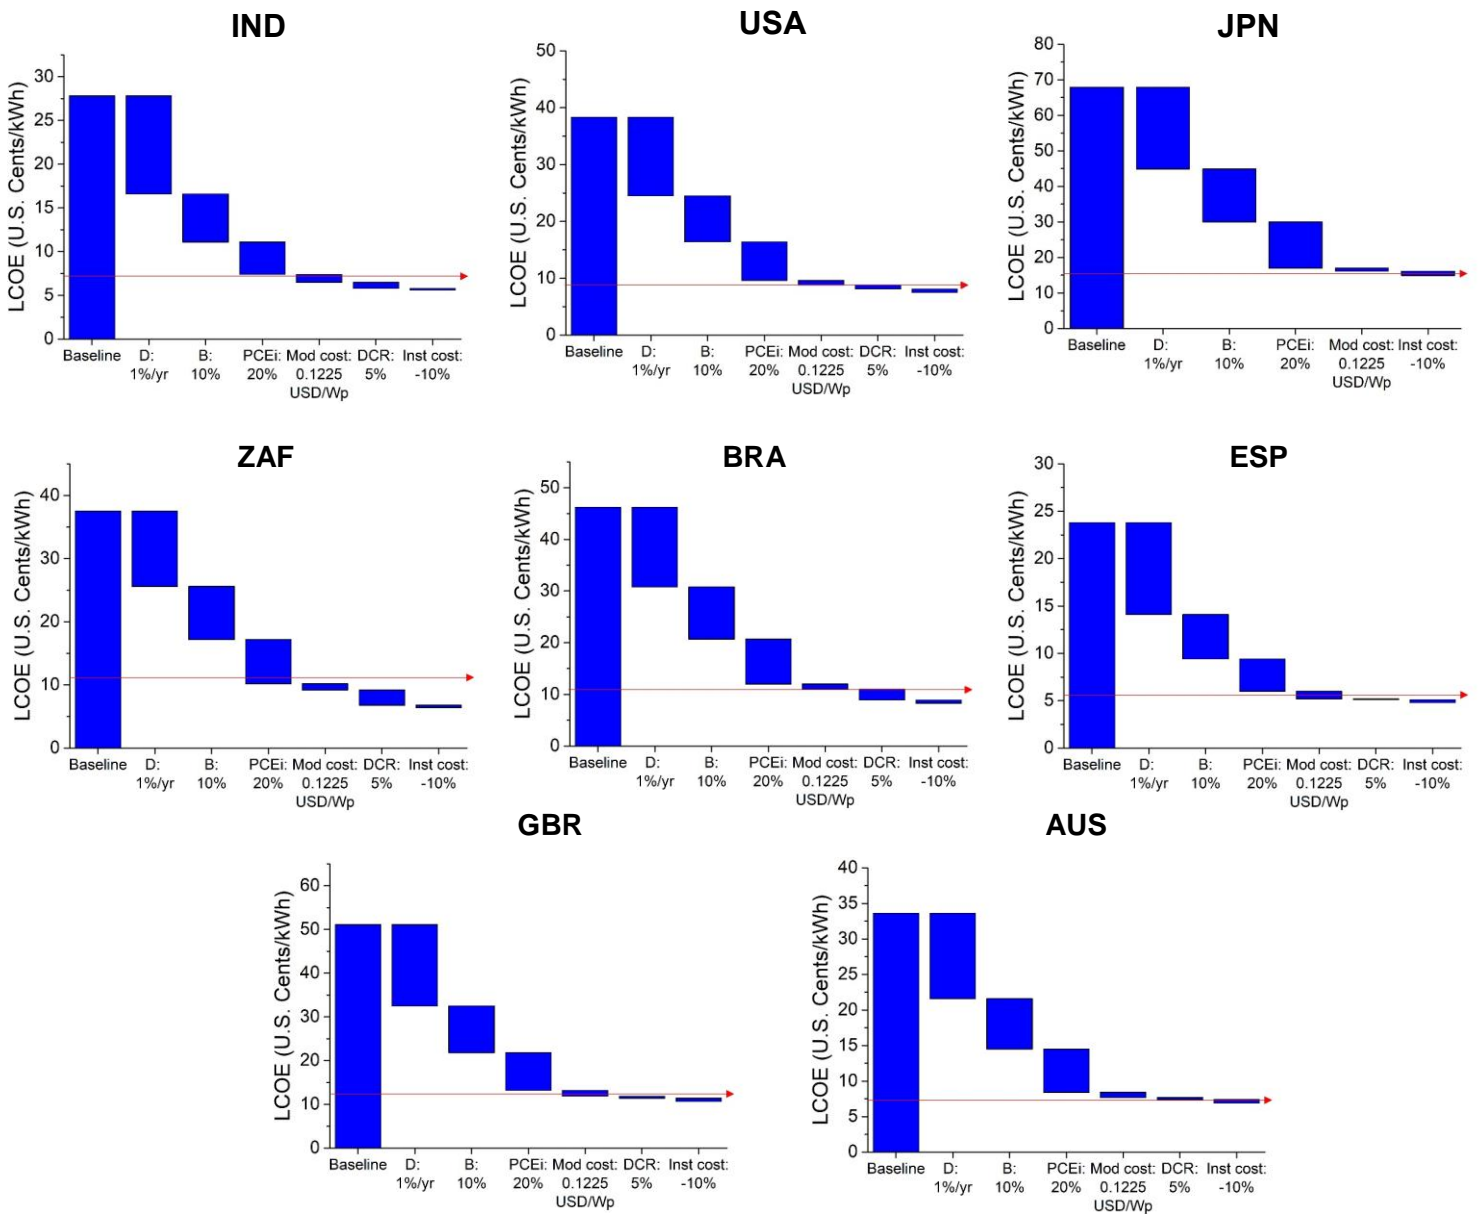 IND
LCOE (U.S. Cents/kWh)
30
25
20
15
10
5
0
Baseline D: B: PCEi: Mod cost: DCR: Inst cost:
1%/yr 10% 20% 0.1225 5% -10%
USD/Wp
USA
LCOE (U.S. Cents/kWh)
50
40
30
20
10
0
Baseline D: B: PCEi: Mod cost: DCR: Inst cost:
1%/yr 10% 20% 0.1225 5% -10%
USD/Wp
JPN
LCOE (U.S. Cents/kWh)
80
70
60
50
40
30
20
10
0
Baseline D: B: PCEi: Mod cost: Inst cost:
1%/yr 10% 20% 0.1225 -10%
USD/Wp
ZAF
LCOE (U.S. Cents/kWh)
40
30
20
10
0
Baseline D: B: PCEi: Mod cost: DCR: Inst cost:
1%/yr 10% 20% 0.1225 5% -10%
USD/Wp
BRA
LCOE (U.S. Cents/kWh)
50
40
30
20
10
0
Baseline D: B: PCEi: Mod cost: DCR: Inst cost:
1%/yr 10% 20% 0.1225 5% -10%
USD/Wp
ESP
LCOE (U.S. Cents/kWh)
30
25
20
15
10
5
0
Baseline D: B: PCEi: Mod cost: DCR: Inst cost:
1%/yr 10% 20% 0.1225 5% -10%
USD/Wp
GBR
LCOE (U.S. Cents/kWh)
60
50
40
30
20
10
0
Baseline D: B: PCEi: Mod cost: DCR: Inst cost:
1%/yr 10% 20% 0.1225 5% -10%
USD/Wp
AUS
LCOE (U.S. Cents/kWh)
40
35
30
25
20
15
10
5
0
Baseline D: B: PCEi: Mod cost: DCR: Inst cost:
1%/yr 10% 20% 0.1225 5% -10%
USD/Wp